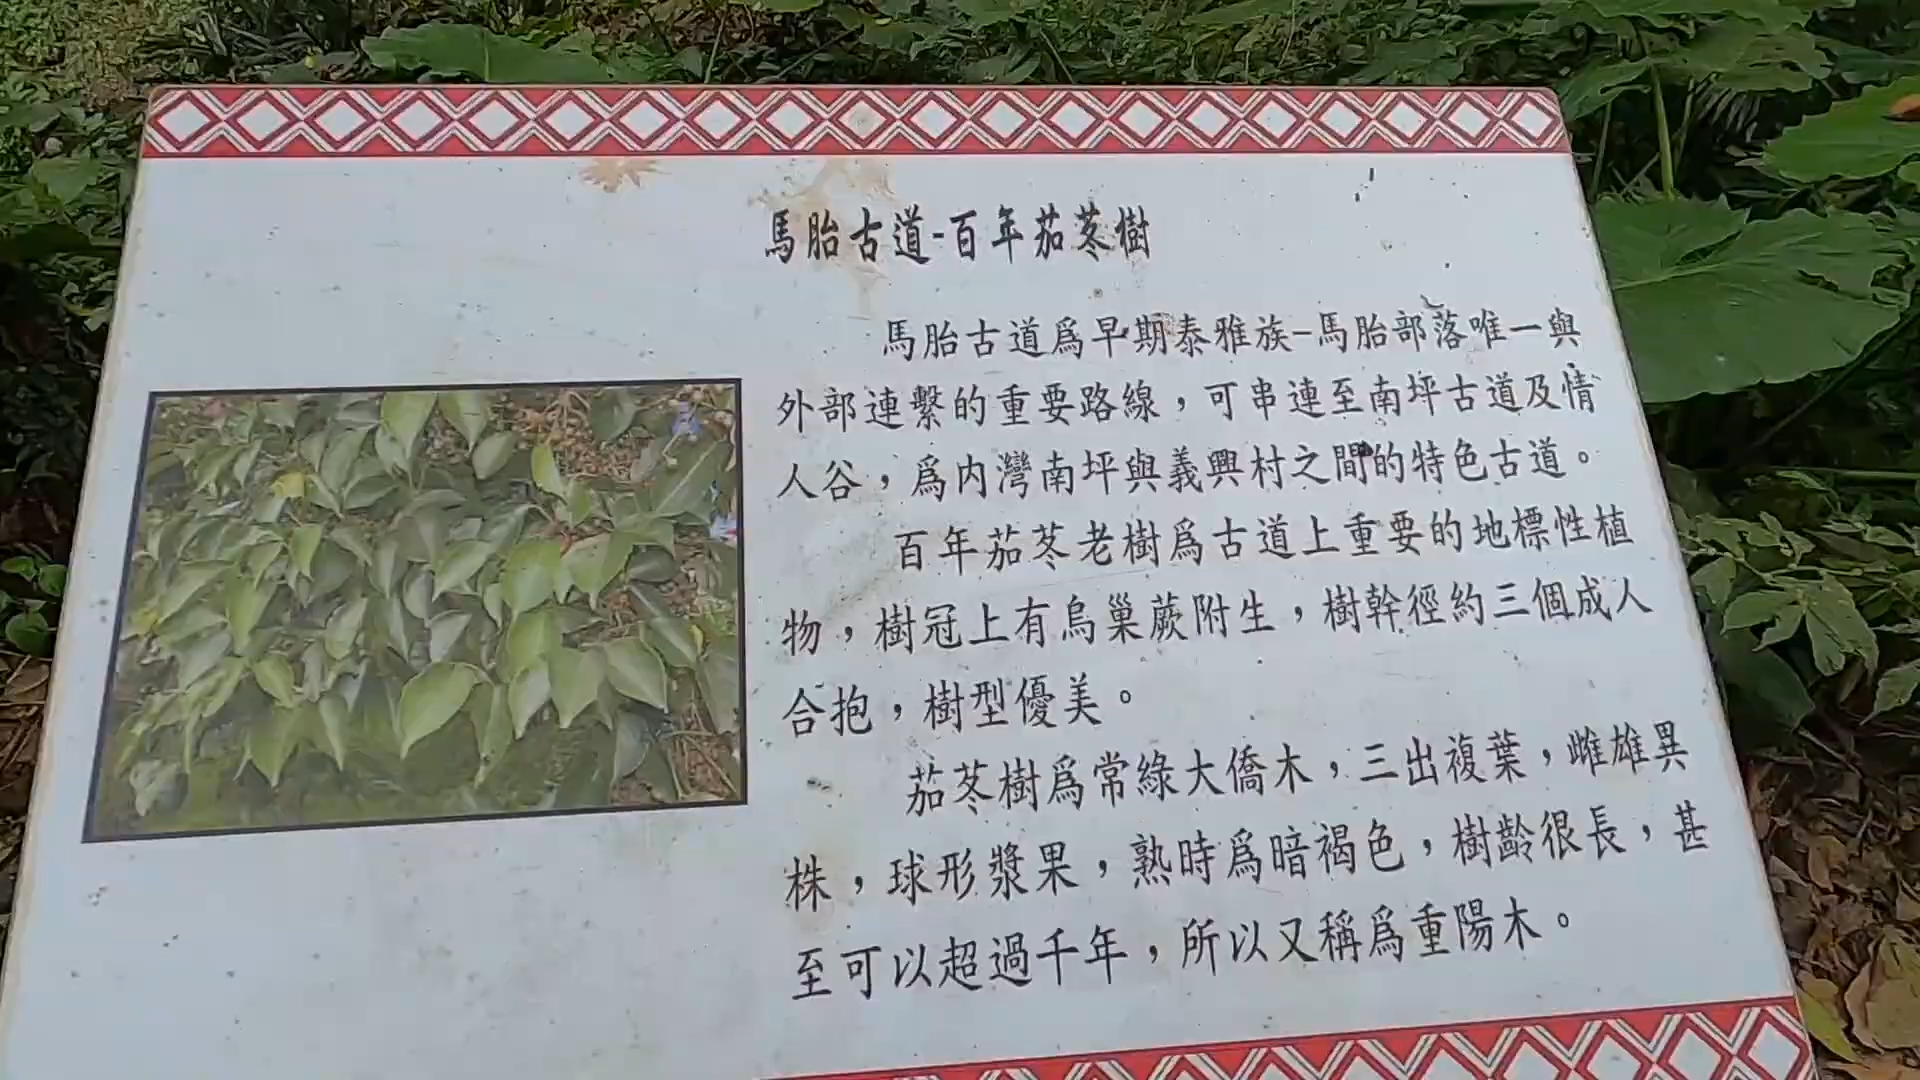 馬胎古道-百年茄苳樹
馬胎古道爲早期泰雅族-馬胎部落唯一與
外部連繫的重要路線，可串連至南坪古道及情
人谷，爲内灣南坪與義興村之間的特色古道。
百年茄苳老樹爲古道上重要的地標性植
物，樹冠上有鳥巢蕨附生，樹幹徑約三個成人
合抱，樹型優美。
茄苳樹爲常綠大僑木，三出複葉，雌雄異
株，球形漿果，熟時爲暗褐色，樹齡很長，甚
至可以超過千年，所以又稱爲重陽木。